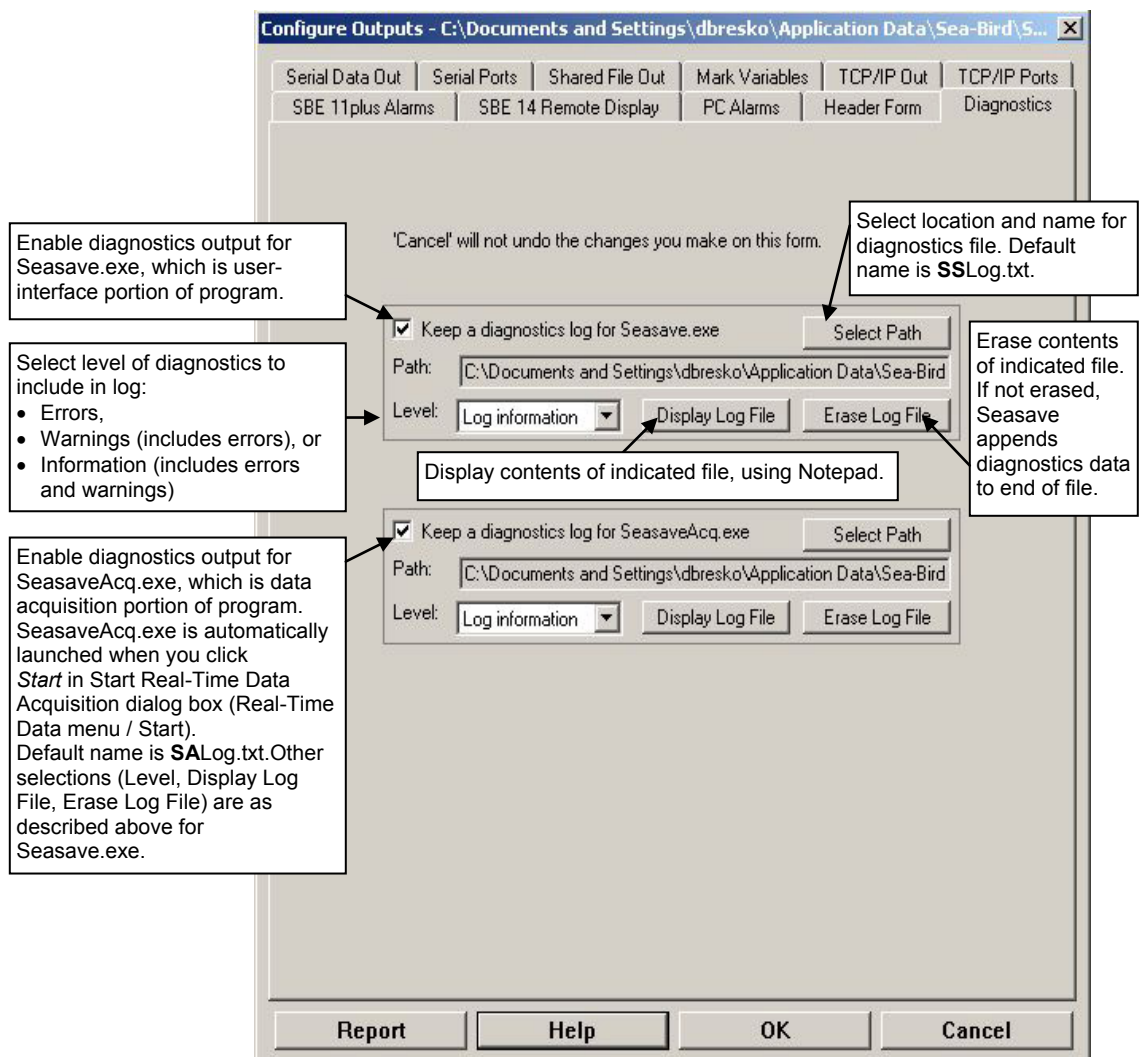 Configure Outputs - C:\Documents and Settings\dbresko\Application Data\Sea-Bird\S...
Serial Data Out
Serial Ports
Shared File Out
Mark Variables
TCP/IP Out
TCP/IP Ports
SBE 11plus Alarms
SBE 14 Remote Display
PC Alarms
Header Form
Diagnostics
'Cancel' will not undo the changes you make on this form.
Enable diagnostics output for
Seasave.exe, which is user-
interface portion of program.
Select location and name for
diagnostics file. Default
name is SSLog.txt.
Keep a diagnostics log for Seasave.exe
Select Path
Path:
C:\Documents and Settings\dbresko\Application Data\Sea-Bird
Level:
Log information
Display Log File
Erase Log File
Select level of diagnostics to
include in log:
• Errors,
• Warnings (includes errors), or
• Information (includes errors
and warnings)
Erase contents
of indicated file.
If not erased,
Seasave
appends
diagnostics data
to end of file.
Display contents of indicated file, using Notepad.
Keep a diagnostics log for SeasaveAcq.exe
Select Path
Path:
C:\Documents and Settings\dbresko\Application Data\Sea-Bird
Level:
Log information
Display Log File
Erase Log File
Enable diagnostics output for
SeasaveAcq.exe, which is data
acquisition portion of program.
SeasaveAcq.exe is automatically
launched when you click
Start in Start Real-Time Data
Acquisition dialog box (Real-Time
Data menu / Start).
Default name is SALog.txt.Other
selections (Level, Display Log
File, Erase Log File) are as
described above for
Seasave.exe.
Report
Help
OK
Cancel